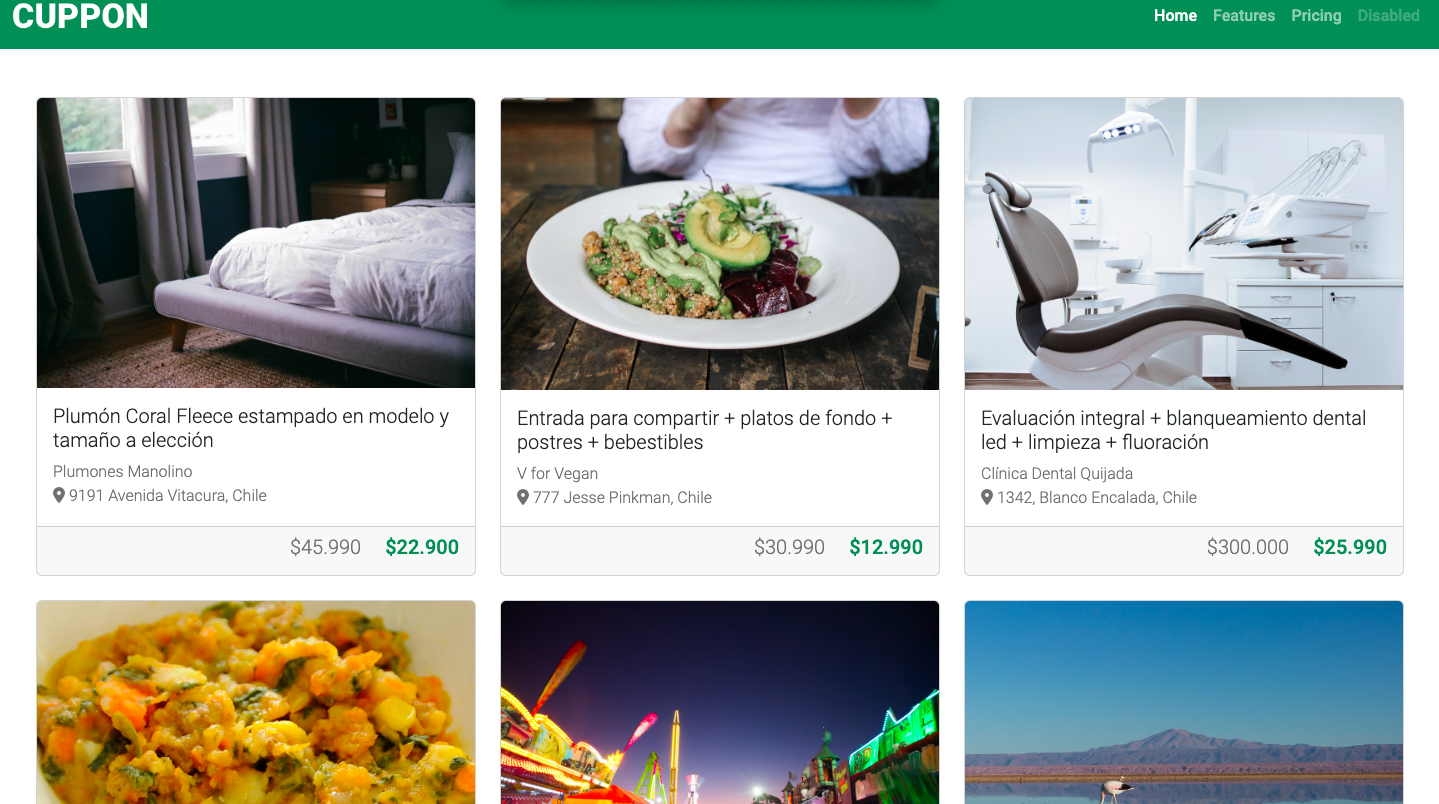 CUPPON
Home Features Pricing Disabled
Plumón Coral Fleece estampado en modelo y
tamaño a elección
Plumones Manolino
9191 Avenida Vitacura, Chile
$45.990 $22.900
Entrada para compartir + platos de fondo +
postres + bebestibles
V for Vegan
777 Jesse Pinkman, Chile
$30.990 $12.990
Evaluación integral + blanqueamiento dental
led + limpieza + fluoración
Clínica Dental Quijada
1342, Blanco Encalada, Chile
$300.000 $25.990